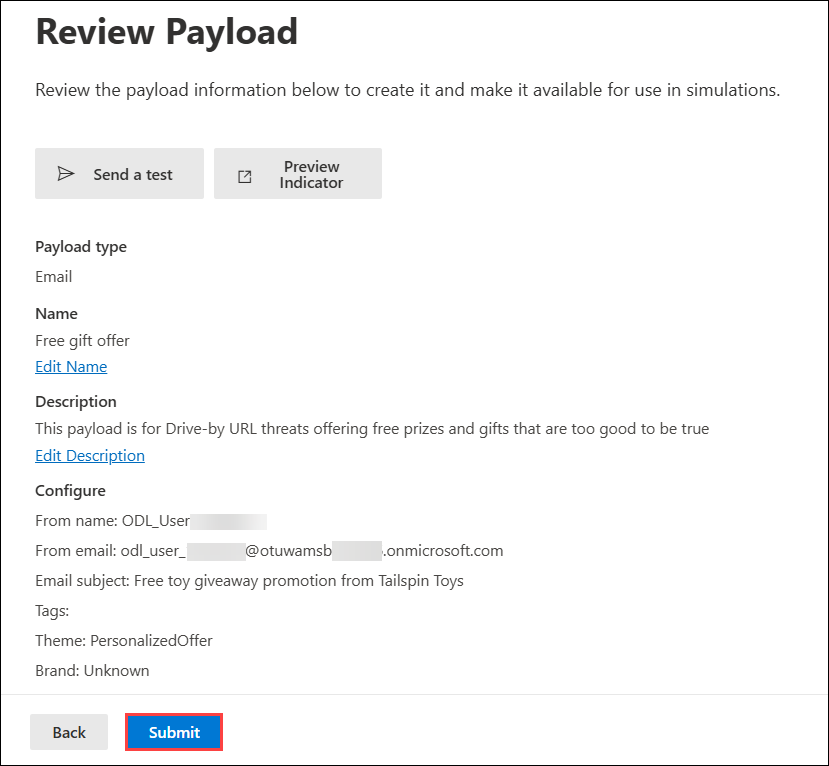 Review Payload
Review the payload information below to create it and make it available for use in simulations.
Send a test
Preview
Indicator
Payload type
Email
Name
Free gift offer
Edit Name
Description
This payload is for Drive-by URL threats offering free prizes and gifts that are too good to be true
Edit Description
Configure
From name: ODL_User
From email: odl_user_ @otuwamsb .onmicrosoft.com
Email subject: Free toy giveaway promotion from Tailspin Toys
Tags:
Theme: PersonalizedOffer
Brand: Unknown
Back
Submit